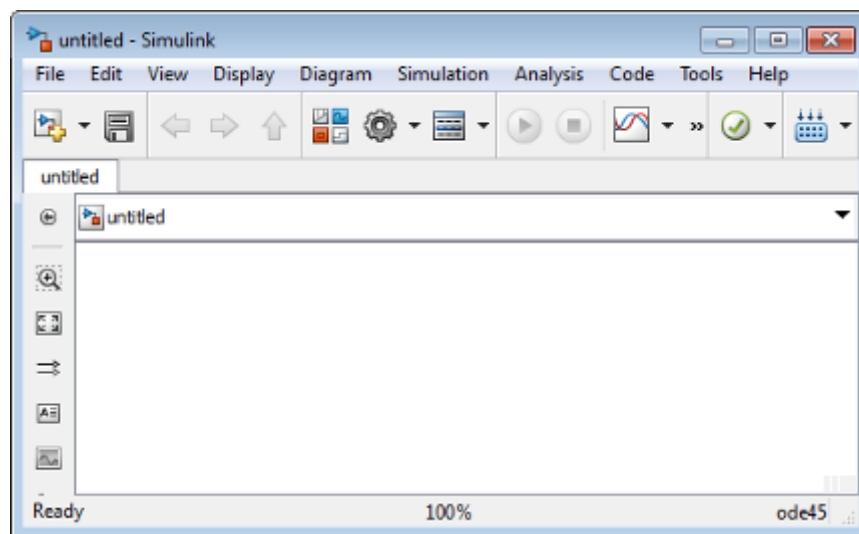 untitled - Simulink
File Edit View Display Diagram Simulation Analysis Code Tools Help
»
untitled
untitled
Ready 100% ode45